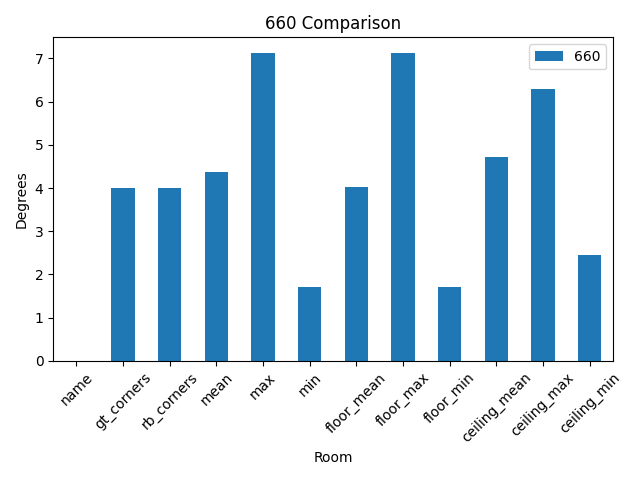 660 Comparison
660
Degrees
7
6
5
4
3
2
1
0
name
gt_corners
rb_corners
mean
max
min
floor_mean
floor_max
floor_min
ceiling_mean
ceiling_max
ceiling_min
Room